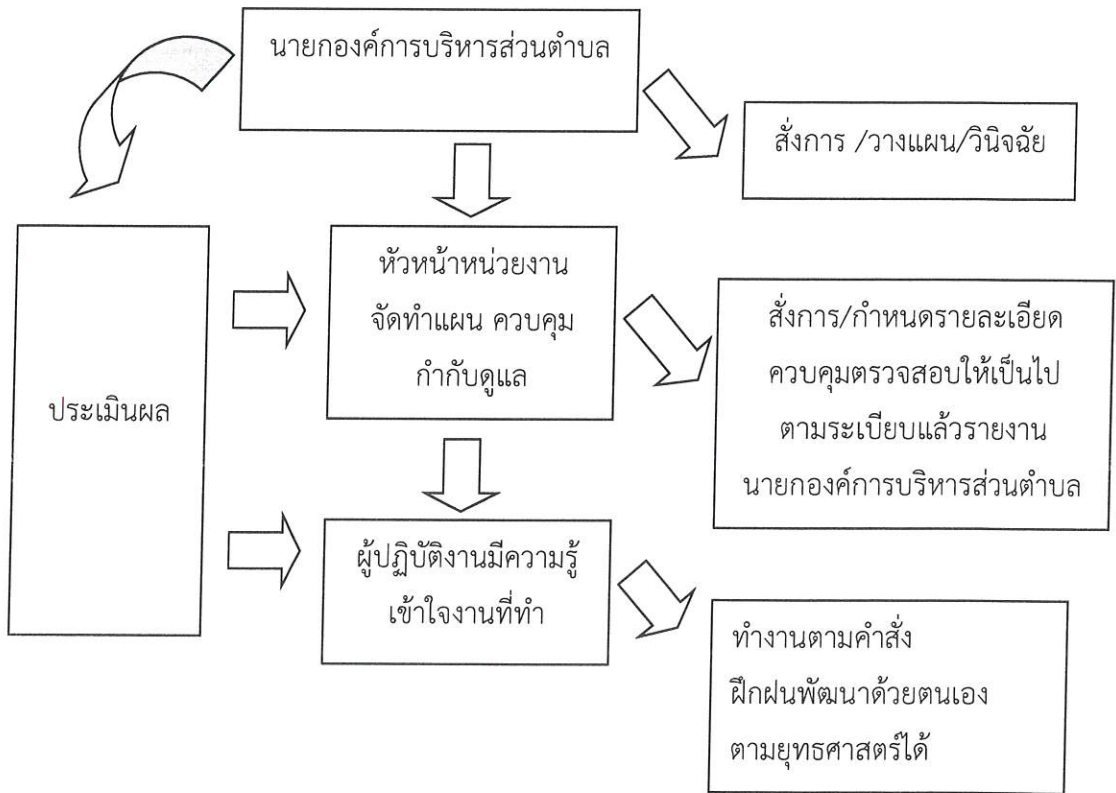 นายกองค์การบริหารส่วนตำบล
สั่งการ /วางแผน/วินิจฉัย
หัวหน้าหน่วยงาน
จัดทำแผน ควบคุม
กำกับดูแล
สั่งการ/กำหนดรายละเอียด
ควบคุมตรวจสอบให้เป็นไป
ตามระเบียบแล้วรายงาน
นายกองค์การบริหารส่วนตำบล
ประเมินผล
ผู้ปฏิบัติงานมีความรู้
เข้าใจงานที่ทำ
ทำงานตามคำสั่ง
ฝึกฝนพัฒนาด้วยตนเอง
ตามยุทธศาสตร์ได้